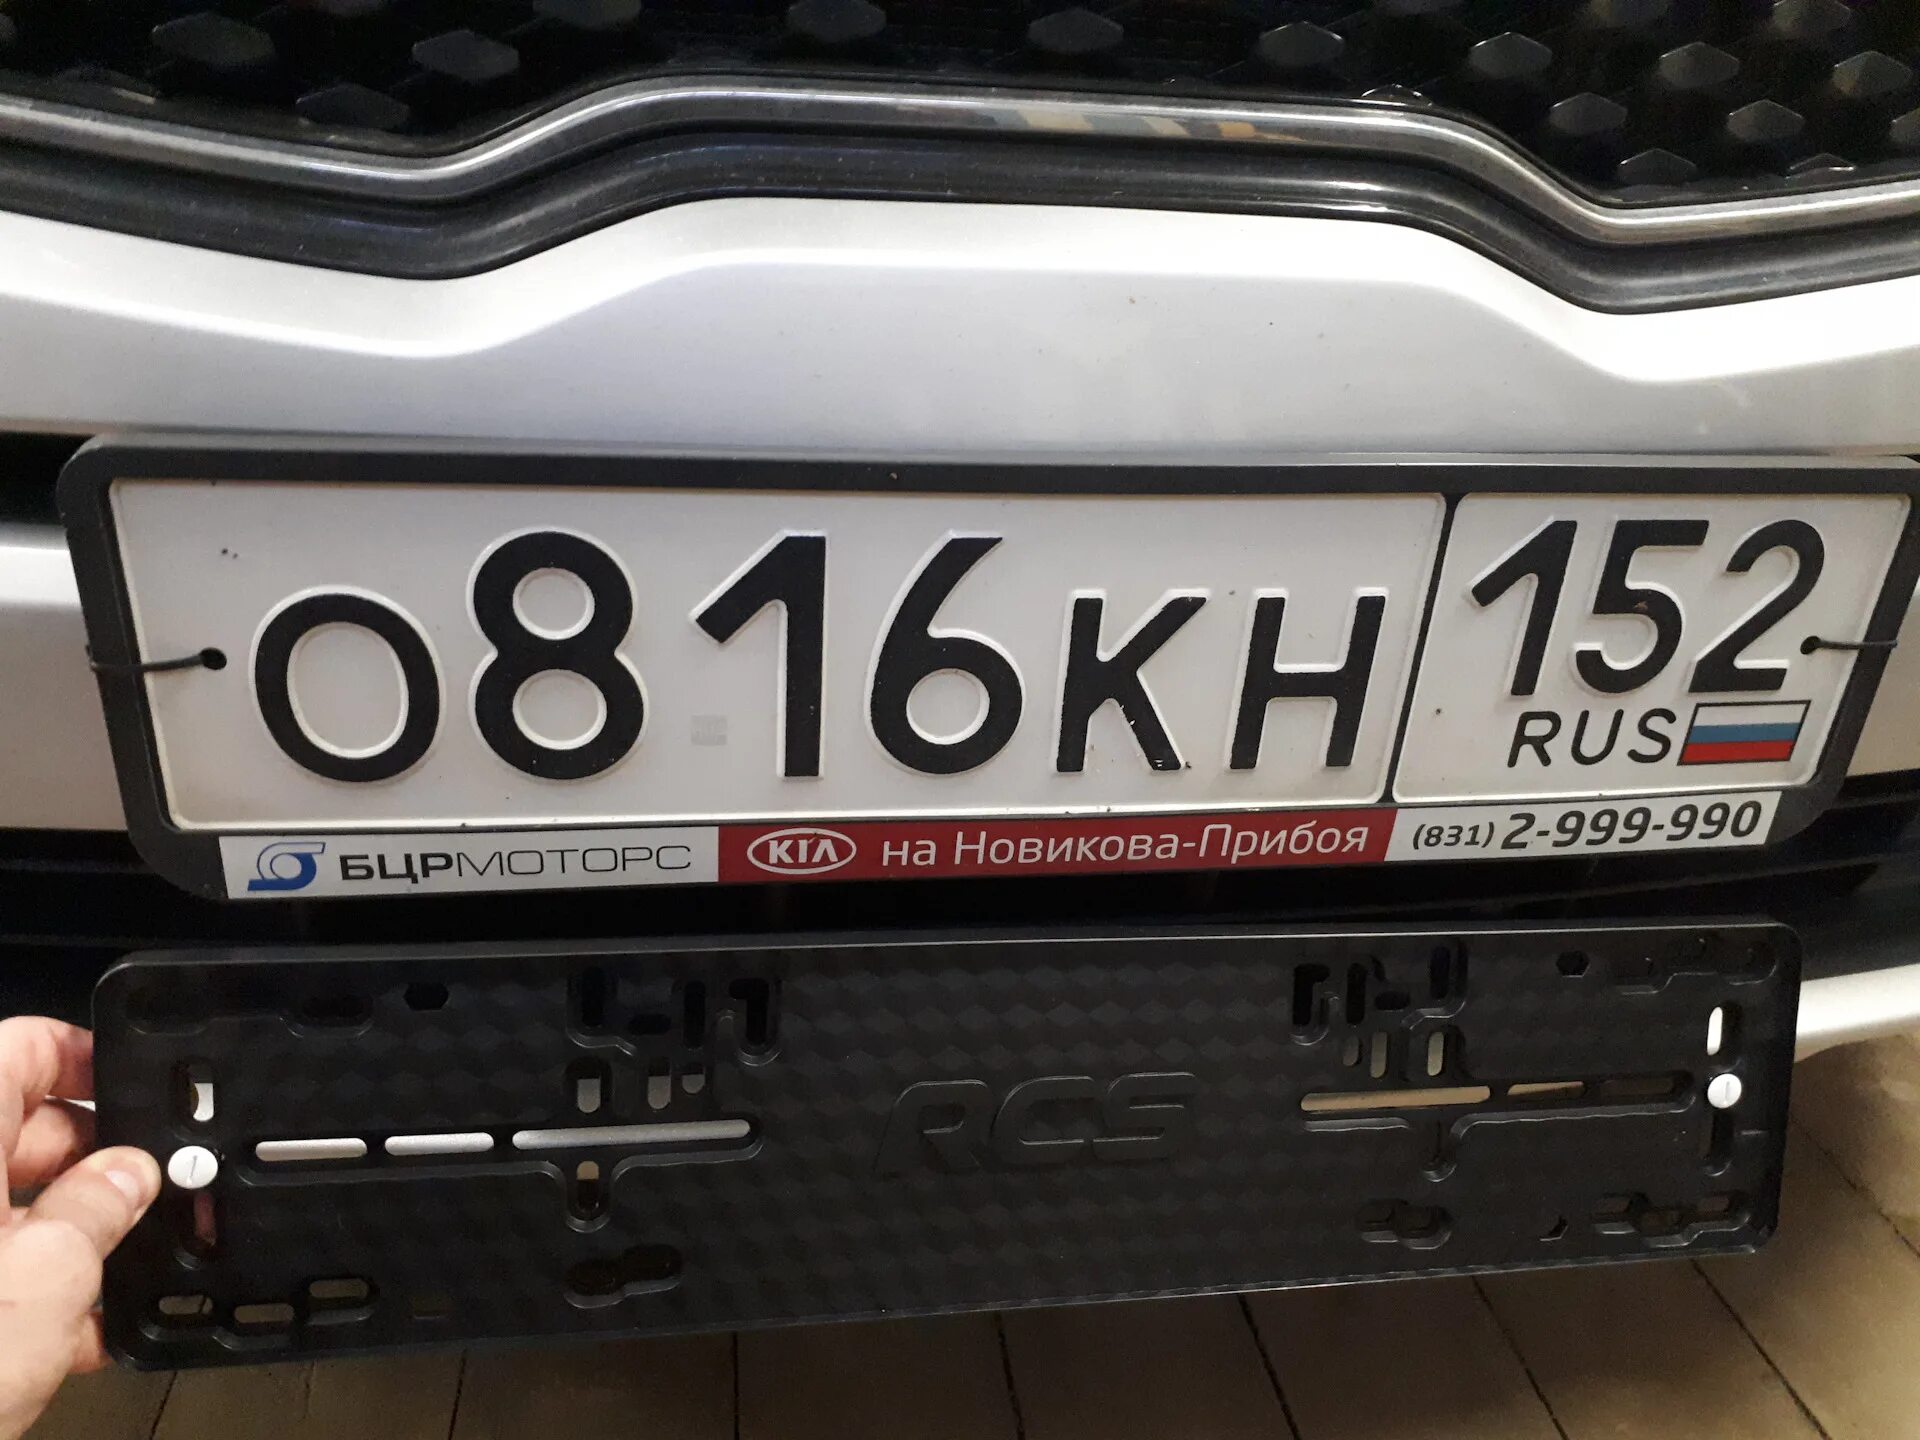 О816КН 152
RUS
БЦРМОТОРС KIA на Новикова-Прибоя (831) 2-999-990
RCS